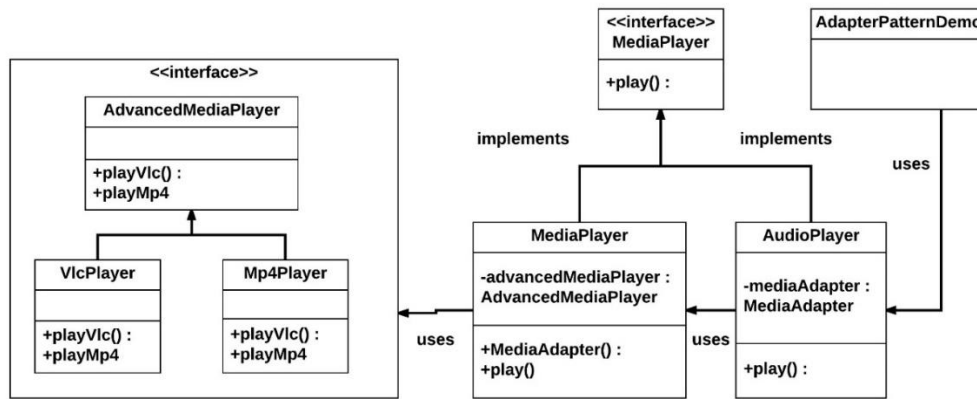 <<interface>>
AdvancedMediaPlayer
+playVlc() :
+playMp4
VlcPlayer
+playVlc() :
+playMp4
Mp4Player
+playVlc() :
+playMp4
<<interface>>
MediaPlayer
+play() :
AdapterPatternDemo
implements
implements
uses
MediaPlayer
-advancedMediaPlayer :
AdvancedMediaPlayer
+MediaAdapter() :
+play()
AudioPlayer
-mediaAdapter :
MediaAdapter
+play() :
uses
uses